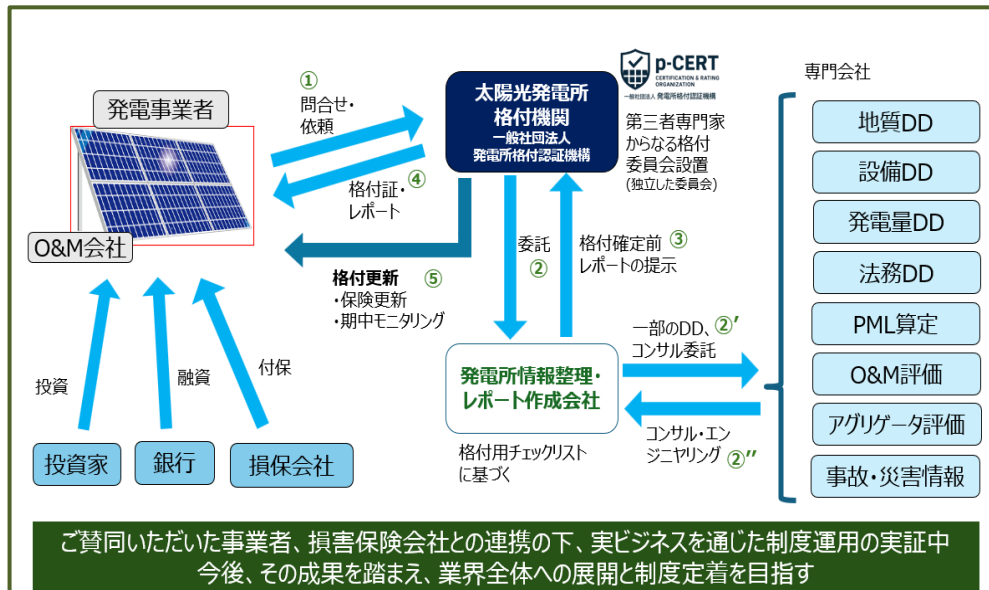 発電事業者
O&M会社
①
問合せ・
依頼
格付証・
レポート
④
太陽光発電所
格付機関
一般社団法人
発電所格付認証機構
p-CERT
CERTIFICATION & RATING
ORGANIZATION
一般社団法人 発電所格付認証機構
第三者専門家
からなる格付
委員会設置
(独立した委員会)
格付更新
⑤
・保険更新
・期中モニタリング
委託
②
格付確定前
③
レポートの提示
投資
融資
付保
投資家
銀行
損保会社
発電所情報整理・
レポート作成会社
格付用チェックリスト
に基づく
一部のDD、
②′
コンサル委託
コンサル・エン
ジニヤリング
②″
専門会社
地質DD
設備DD
発電量DD
法務DD
PML算定
O&M評価
アグリゲータ評価
事故・災害情報
ご賛同いただいた事業者、損害保険会社との連携の下、実ビジネスを通じた制度運用の実証中
今後、その成果を踏まえ、業界全体への展開と制度定着を目指す